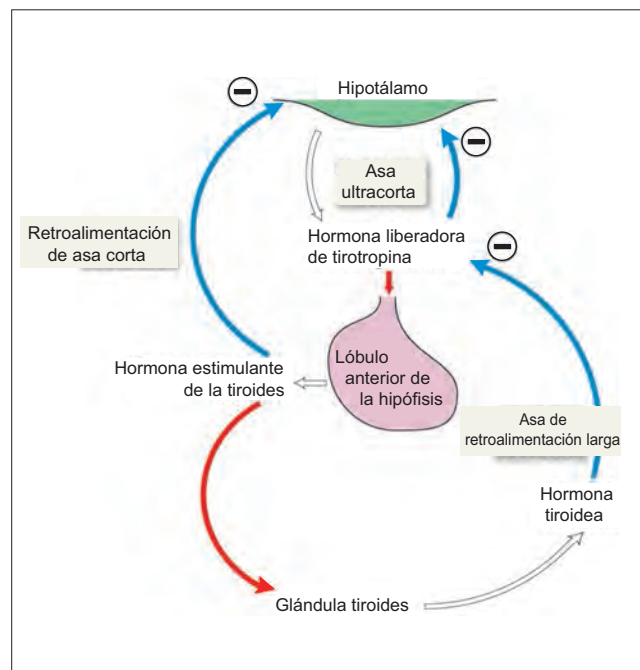 Hipotálamo
Asa
ultracorta
Retroalimentación
de asa corta
Hormona liberadora
de tirotropina
Hormona estimulante
de la tiroides
Lóbulo
anterior de
la hipófisis
Asa de
retroalimentación larga
Hormona
tiroidea
Glándula tiroides